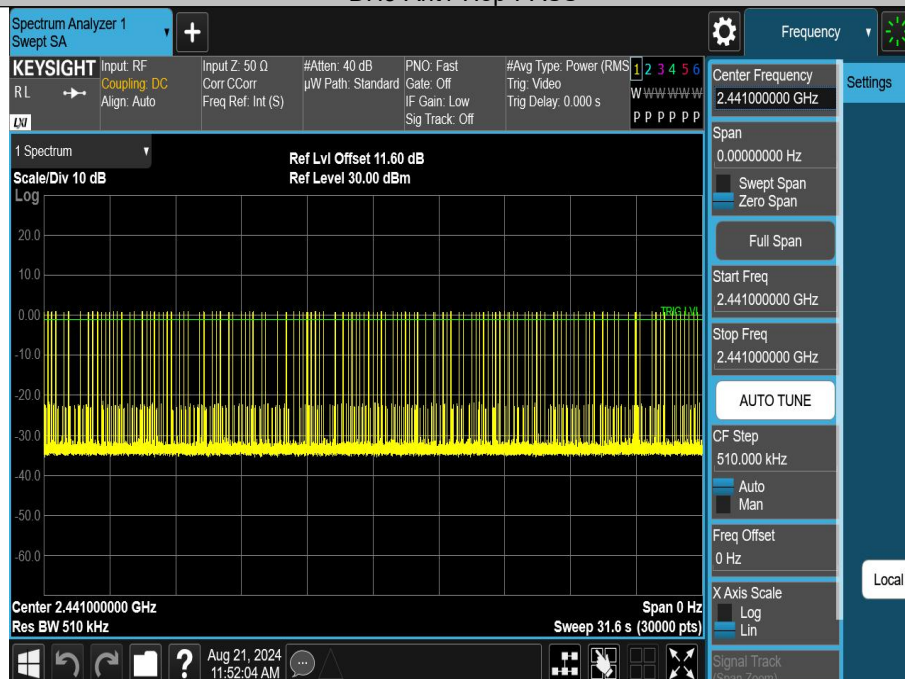 Spectrum Analyzer 1
Swept SA
Frequency
KEYSIGHT
RL
LXI
Input: RF
Coupling: DC
Align: Auto
Input Z: 50 Ω
Corr CCorr
Freq Ref: Int (S)
#Atten: 40 dB
µW Path: Standard
PNO: Fast
Gate: Off
IF Gain: Low
Sig Track: Off
#Avg Type: Power (RMS
Trig: Video
Trig Delay: 0.000 s
1 2 3 4 5 6
W W W W W W
P P P P P P
1 Spectrum
Scale/Div 10 dB
Ref Lvl Offset 11.60 dB
Ref Level 30.00 dBm
Log
20.0
10.0
0.00
TRIG LVL
-10.0
-20.0
-30.0
-40.0
-50.0
-60.0
Center 2.441000000 GHz
Span 0 Hz
Res BW 510 kHz
Sweep 31.6 s (30000 pts)
Center Frequency
2.441000000 GHz
Settings
Span
0.00000000 Hz
Swept Span
Zero Span
Full Span
Start Freq
2.441000000 GHz
Stop Freq
2.441000000 GHz
AUTO TUNE
CF Step
510.000 kHz
Auto
Man
Freq Offset
0 Hz
Local
X Axis Scale
Log
Lin
Signal Track
(Span Zoom)
?
Aug 21, 2024
11:52:04 AM